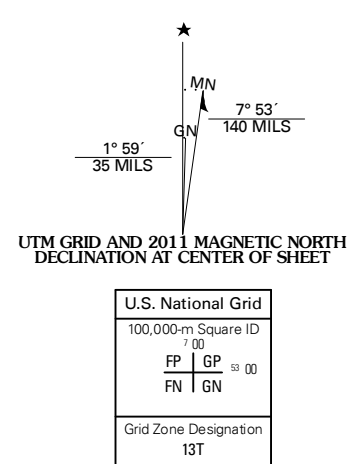 ★
MN
7° 53´
GN
140 MILS
1° 59´
35 MILS
UTM GRID AND 2011 MAGNETIC NORTH
DECLINATION AT CENTER OF SHEET
U.S. National Grid
100,000-m Square ID
7 00
FP GP 53 00
FN GN
Grid Zone Designation
13T